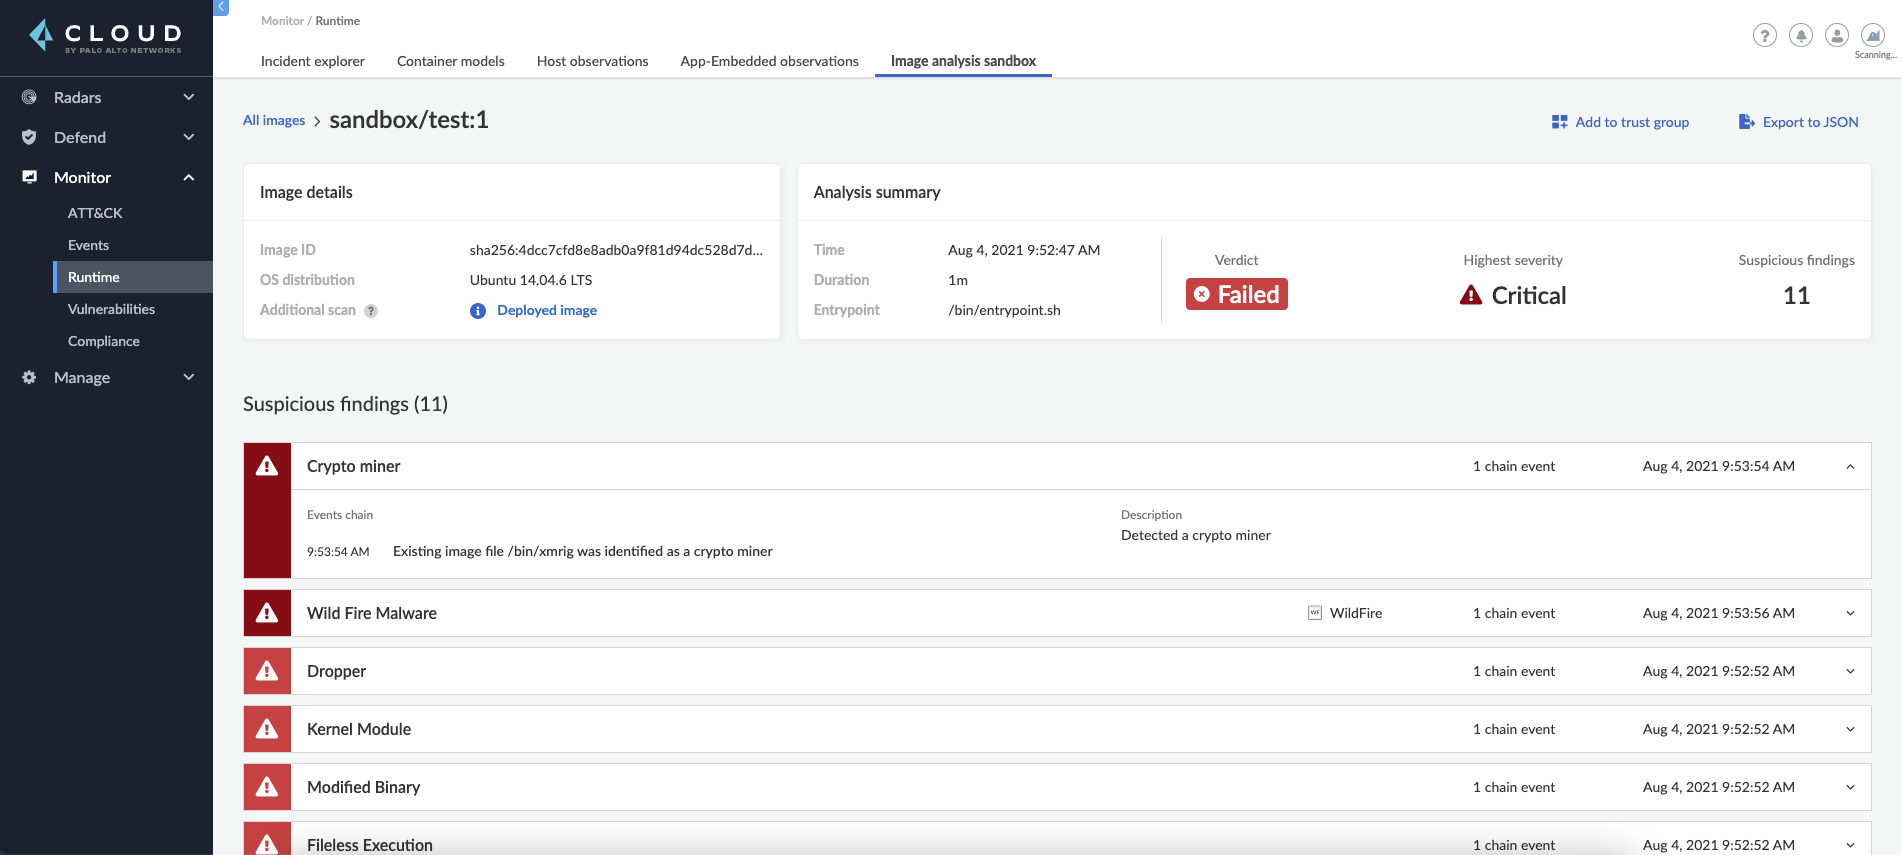 CLOUD
BY PALO ALTO NETWORKS
Radars
Defend
Monitor
ATT&CK
Events
Runtime
Vulnerabilities
Compliance
Manage
Monitor / Runtime
Incident explorer Container models Host observations App-Embedded observations Image analysis sandbox
?
Scanning...
All images > sandbox/test:1
Add to trust group Export to JSON
Image details
Image ID sha256:4dcc7cfd8e8adb0a9f81d94dc528d7d...
OS distribution Ubuntu 14.04.6 LTS
Additional scan ? Deployed image
Analysis summary
Time Aug 4, 2021 9:52:47 AM
Duration 1m
Entrypoint /bin/entrypoint.sh
Verdict
Failed
Highest severity
Critical
Suspicious findings
11
Suspicious findings (11)
Crypto miner 1 chain event Aug 4, 2021 9:53:54 AM
Events chain
9:53:54 AM Existing image file /bin/xmrig was identified as a crypto miner
Description
Detected a crypto miner
Wild Fire Malware WF WildFire 1 chain event Aug 4, 2021 9:53:56 AM
Dropper 1 chain event Aug 4, 2021 9:52:52 AM
Kernel Module 1 chain event Aug 4, 2021 9:52:52 AM
Modified Binary 1 chain event Aug 4, 2021 9:52:52 AM
Fileless Execution 1 chain event Aug 4, 2021 9:52:52 AM